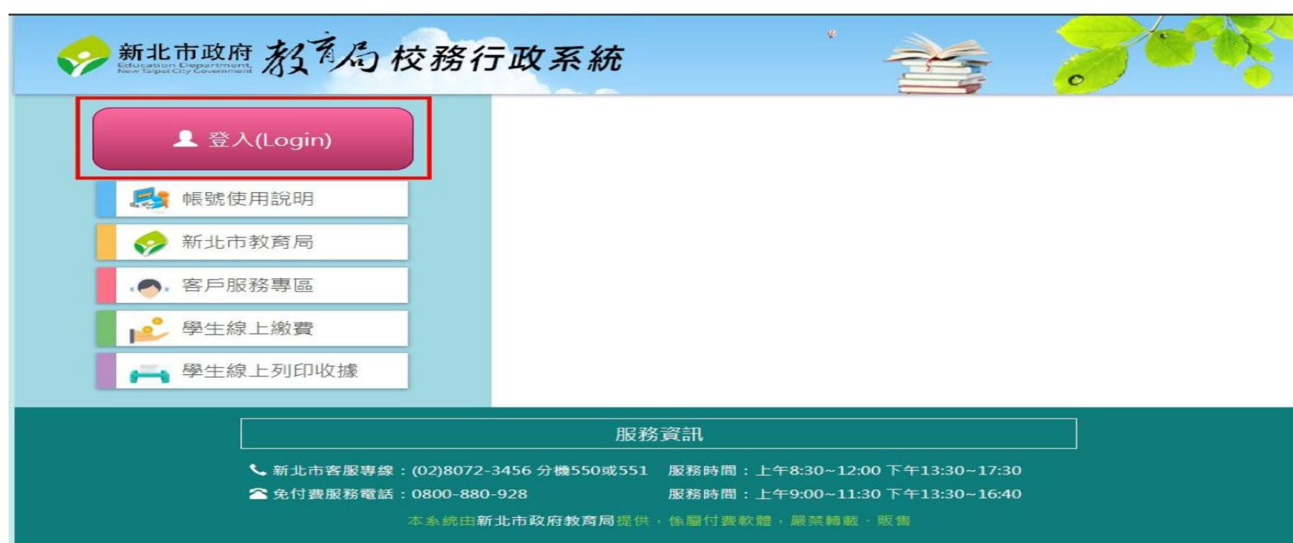 新北市政府 教育局 校務行政系統
Education Department,
New Taipei City Government
登入(Login)
帳號使用說明
新北市教育局
客戶服務專區
學生線上繳費
學生線上列印收據
服務資訊
新北市客服專線：(02)8072-3456 分機550或551 服務時間：上午8:30~12:00 下午13:30~17:30
免付費服務電話：0800-880-928 服務時間：上午9:00~11:30 下午13:30~16:40
本系統由新北市政府教育局提供，係屬付費軟體，嚴禁轉載、販售